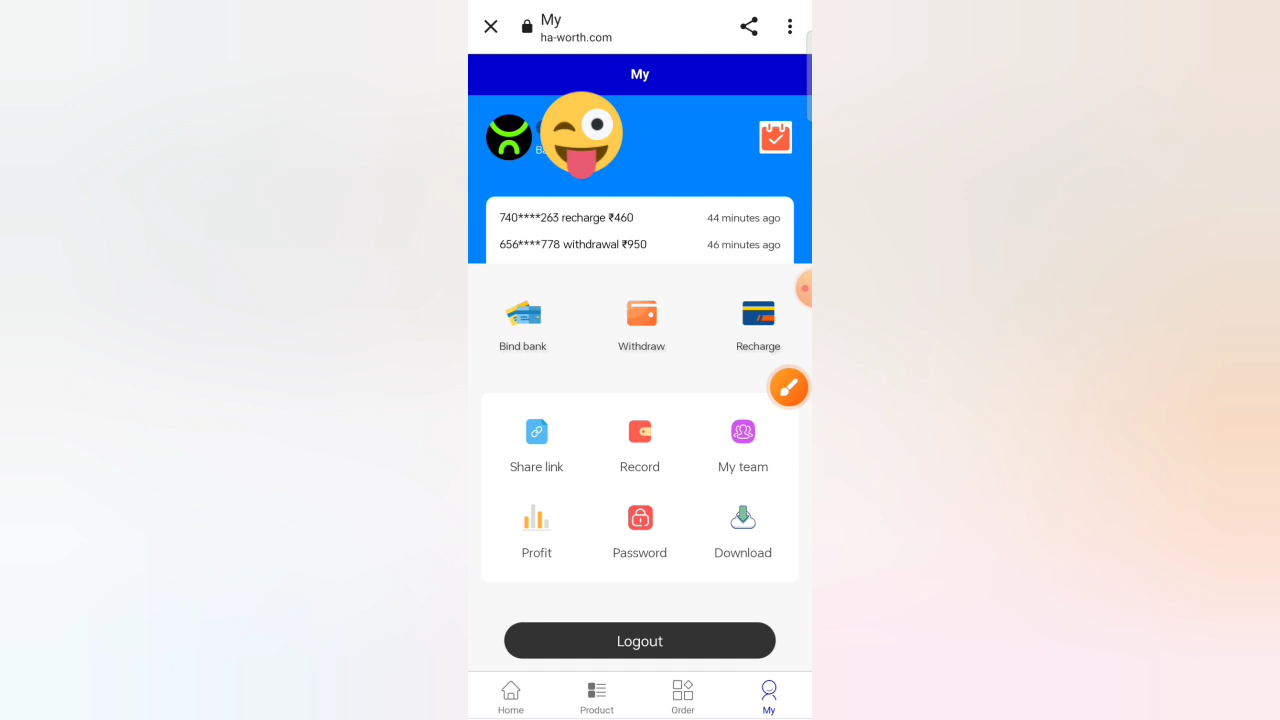 My
ha-worth.com
My
740****263 recharge ₹460 44 minutes ago
656****778 withdrawal ₹950 46 minutes ago
Bind bank Withdraw Recharge
Share link Record My team
Profit Password Download
Logout
Home Product Order My